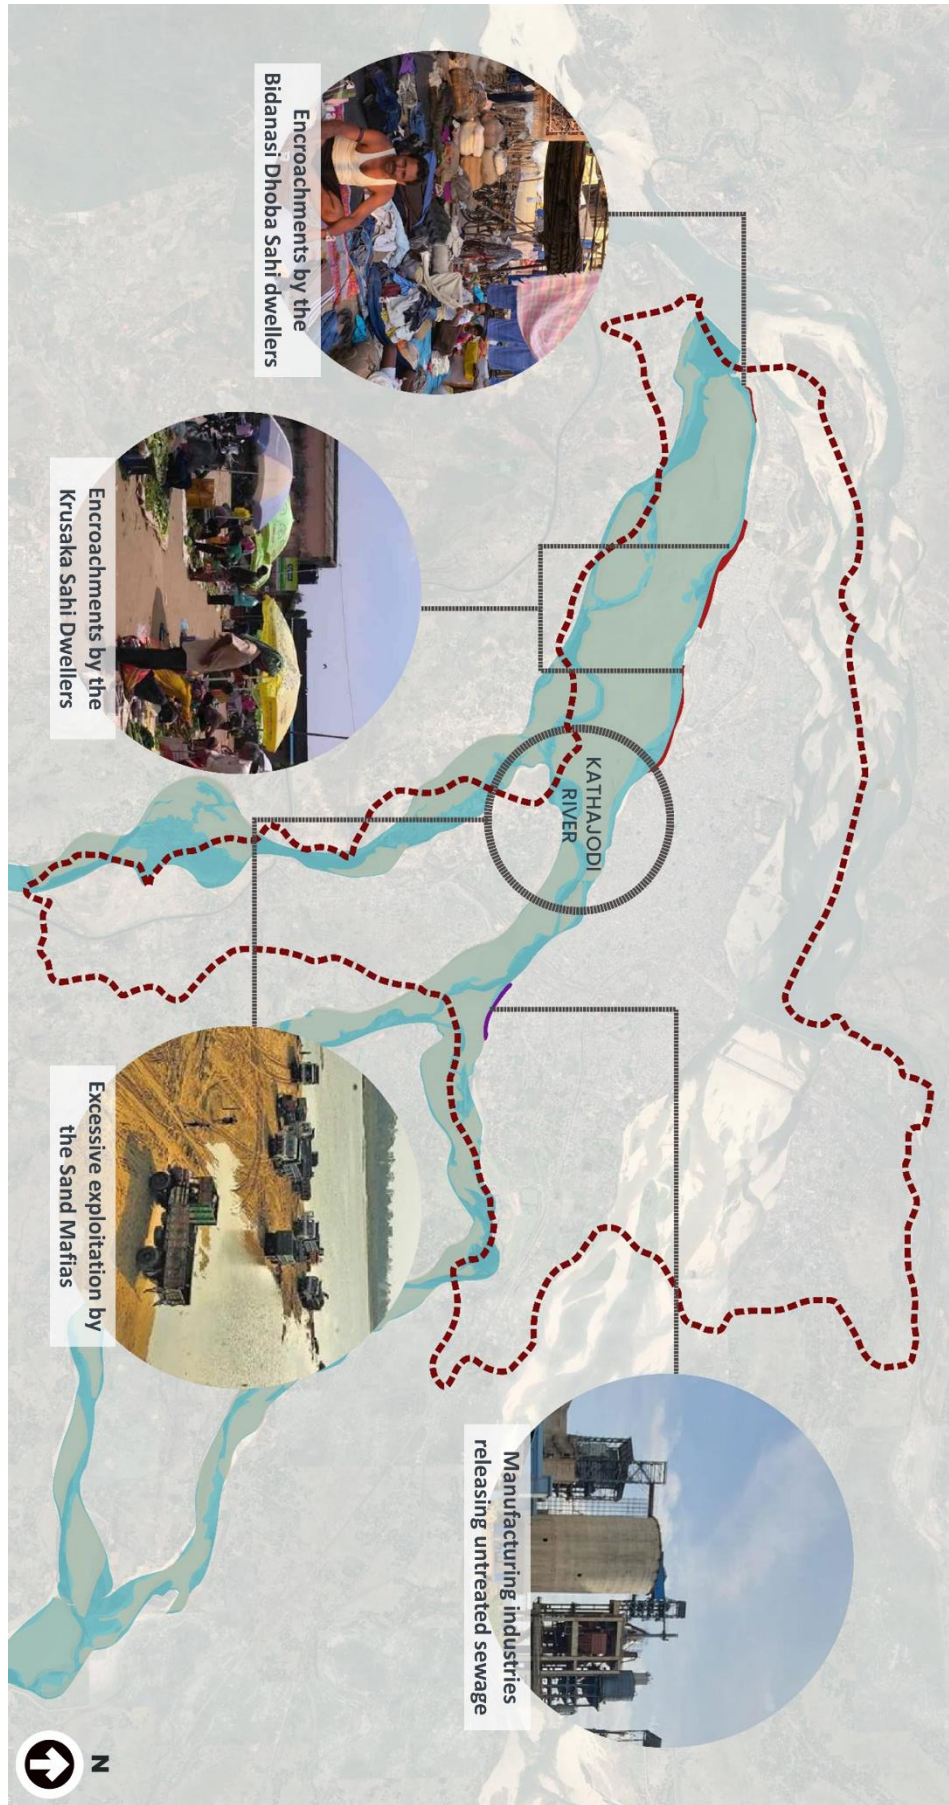 Encroachments by the
Bidanasi Dhoba Sahi dwellers
Encroachments by the
Krusaka Sahi Dwellers
KATHAJODI
RIVER
Excessive exploitation by
the Sand Mafias
Manufacturing industries
releasing untreated sewage
N